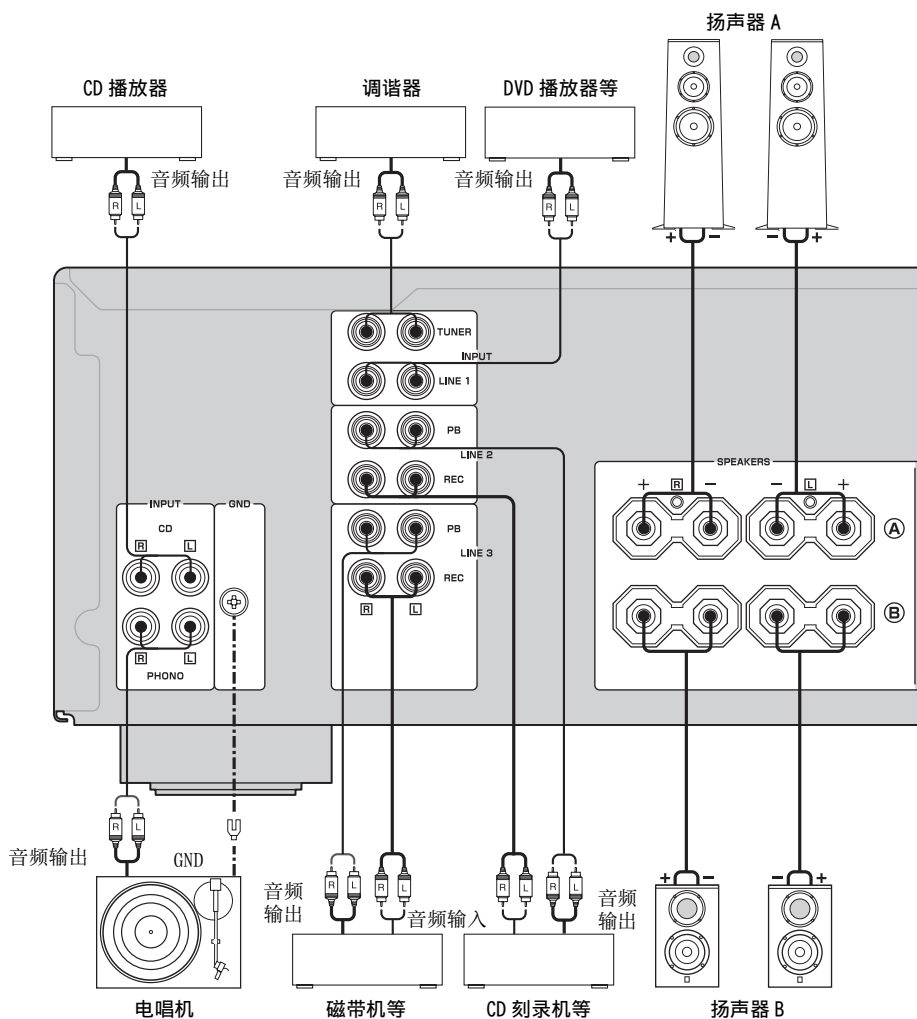 扬声器 A
CD 播放器
调谐器
DVD 播放器等
音频输出
音频输出
音频输出
R L
R L
R L
+ − − +
TUNER
INPUT
LINE 1
PB
LINE 2
REC
PB
LINE 3
REC
R L
SPEAKERS
+ R − − L +
A
B
INPUT
GND
CD
R L
R L
PHONO
R L
音频输出
GND
音频
输出
R L
R L
音频输入
R L
R L
音频
输出
+ − − +
电唱机
磁带机等
CD 刻录机等
扬声器 B